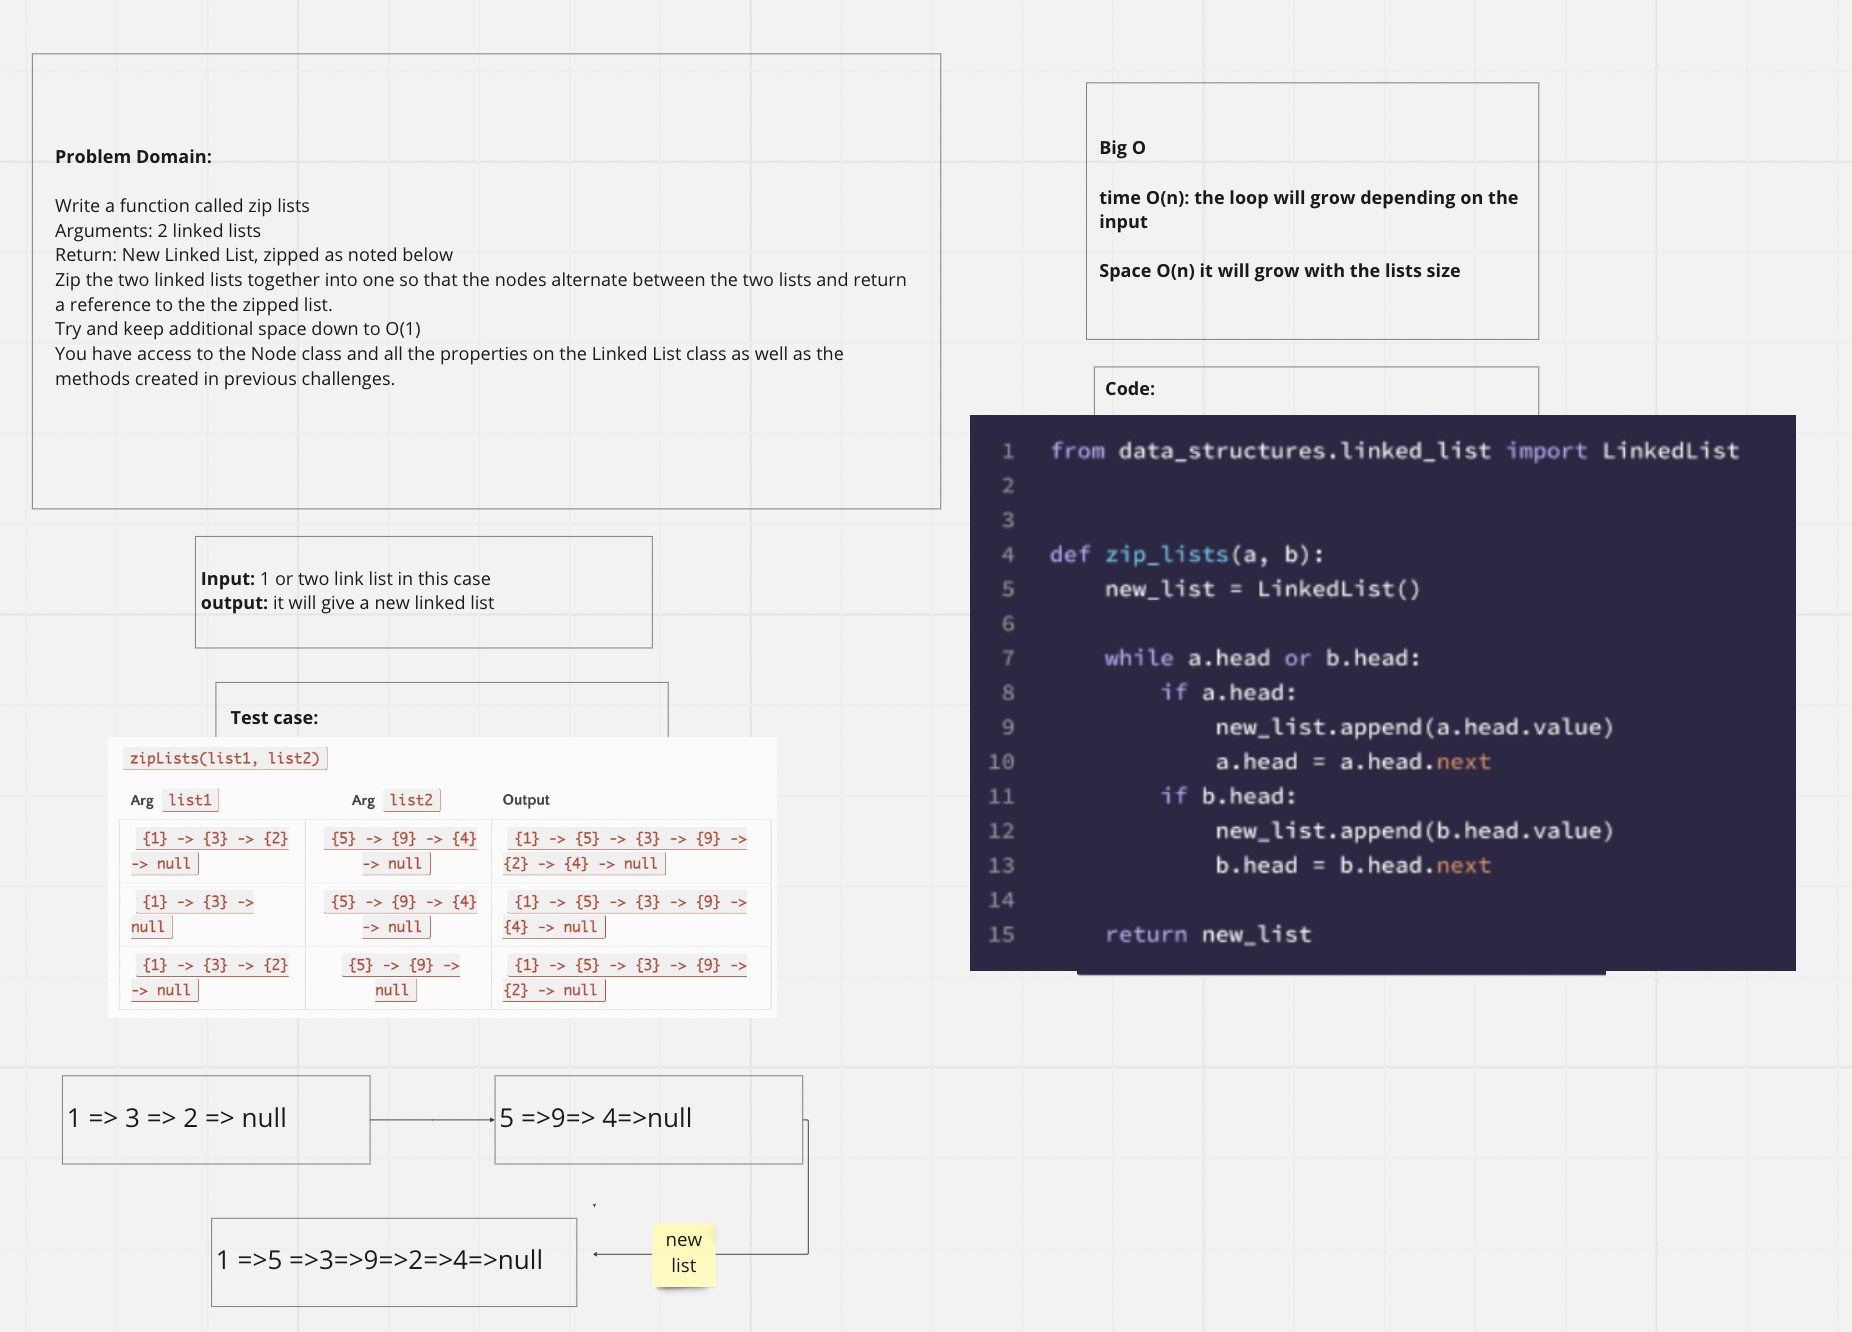 Problem Domain:
Write a function called zip lists
Arguments: 2 linked lists
Return: New Linked List, zipped as noted below
Zip the two linked lists together into one so that the nodes alternate between the two lists and return
a reference to the the zipped list.
Try and keep additional space down to O(1)
You have access to the Node class and all the properties on the Linked List class as well as the
methods created in previous challenges.
Input: 1 or two link list in this case
output: it will give a new linked list
Test case:
zipLists(list1, list2)
Arg list1 Arg list2 Output
{1} -> {3} -> {2} {5} -> {9} -> {4} {1} -> {5} -> {3} -> {9} ->
-> null -> null {2} -> {4} -> null
{1} -> {3} -> {5} -> {9} -> {4} {1} -> {5} -> {3} -> {9} ->
null -> null {4} -> null
{1} -> {3} -> {2} {5} -> {9} -> {1} -> {5} -> {3} -> {9} ->
-> null null {2} -> null
1 => 3 => 2 => null
5 =>9=> 4=>null
1 =>5 =>3=>9=>2=>4=>null
new
list
Big O
time O(n): the loop will grow depending on the
input
Space O(n) it will grow with the lists size
Code:
1 from data_structures.linked_list import LinkedList
2
3
4 def zip_lists(a, b):
5     new_list = LinkedList()
6
7     while a.head or b.head:
8         if a.head:
9             new_list.append(a.head.value)
10             a.head = a.head.next
11         if b.head:
12             new_list.append(b.head.value)
13             b.head = b.head.next
14
15     return new_list